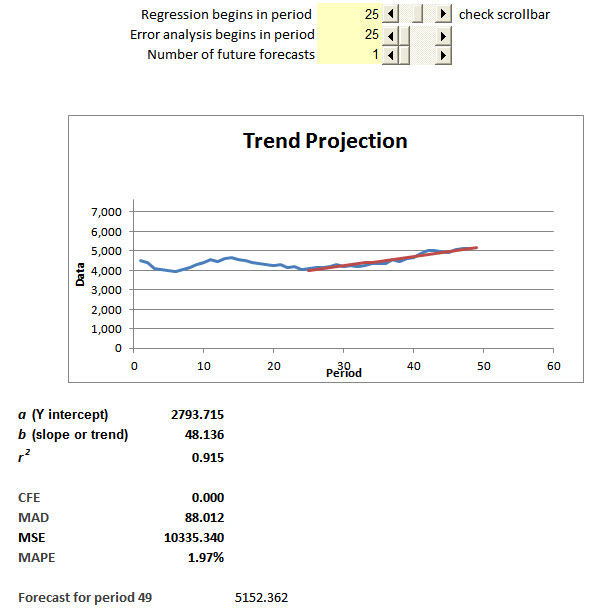 Regression begins in period 25 check scrollbar
Error analysis begins in period 25
Number of future forecasts 1
Trend Projection
7,000
6,000
5,000
4,000
3,000
2,000
1,000
0
Data
0 10 20 30 40 50 60
Period
a (Y intercept) 2793.715
b (slope or trend) 48.136
r² 0.915
CFE 0.000
MAD 88.012
MSE 10335.340
MAPE 1.97%
Forecast for period 49 5152.362